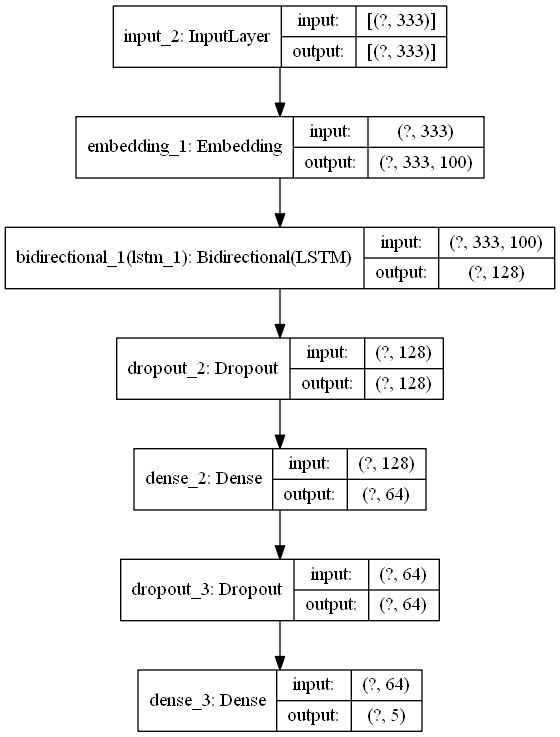 input_2: InputLayer
input: [(?, 333)]
output: [(?, 333)]
embedding_1: Embedding
input: (?, 333)
output: (?, 333, 100)
bidirectional_1(lstm_1): Bidirectional(LSTM)
input: (?, 333, 100)
output: (?, 128)
dropout_2: Dropout
input: (?, 128)
output: (?, 128)
dense_2: Dense
input: (?, 128)
output: (?, 64)
dropout_3: Dropout
input: (?, 64)
output: (?, 64)
dense_3: Dense
input: (?, 64)
output: (?, 5)